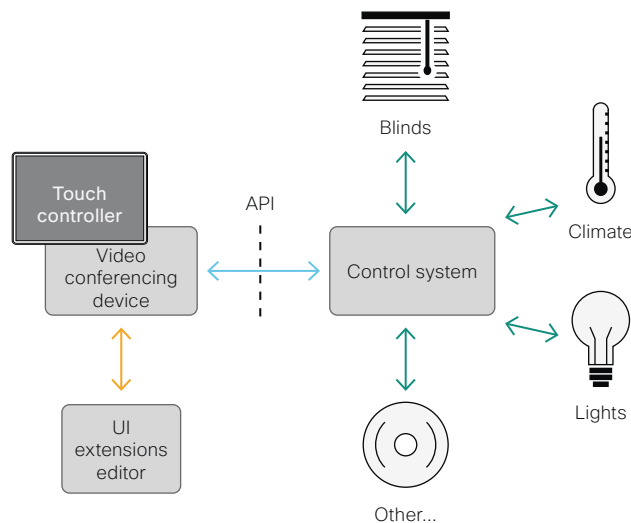 Blinds
Touch
controller
API
Climate
Video
conferencing
device
Control system
Lights
UI
extensions
editor
Other...